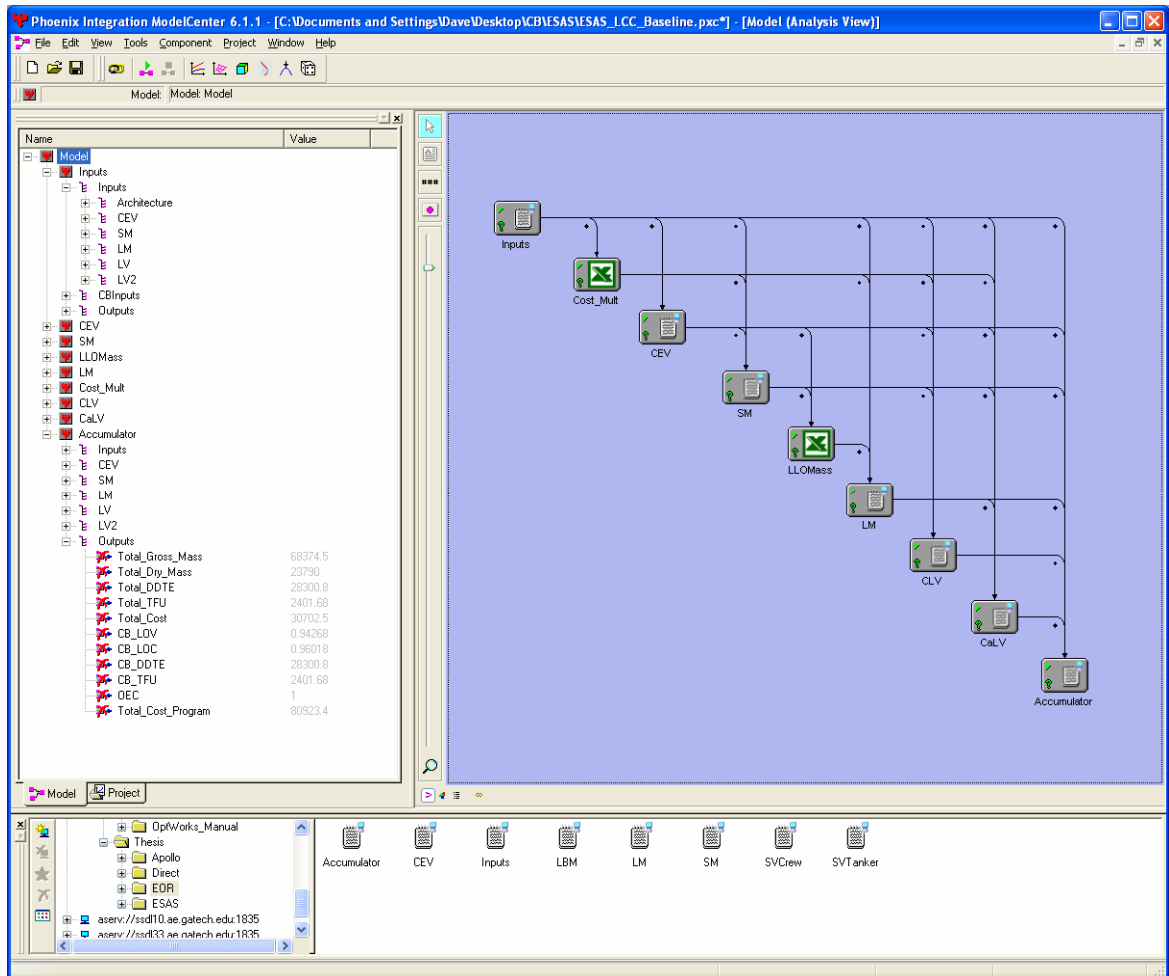 Phoenix Integration ModelCenter 6.1.1 - [C:\Documents and Settings\Dave\Desktop\CB\ESAS\ESAS_LCC_Baseline.pxc*] - [Model (Analysis View)]
File Edit View Tools Component Project Window Help
Model: Model: Model
Name Value
Model
Inputs
Inputs
Architecture
CEV
SM
LM
LV
LV2
CBInputs
Outputs
CEV
SM
LLOMass
LM
Cost_Mult
CLV
CaLV
Accumulator
Inputs
CEV
SM
LM
LV
LV2
Outputs
Total_Gross_Mass 68374.5
Total_Dry_Mass 23790
Total_DDTE 28300.8
Total_TFU 2401.68
Total_Cost 30702.5
CB_LOV 0.94268
CB_LOC 0.96018
CB_DDTE 28300.8
CB_TFU 2401.68
OEC 1
Total_Cost_Program 80923.4
Model Project
Inputs
Cost_Mult
CEV
SM
LLOMass
LM
CLV
CaLV
Accumulator
OptWorks_Manual
Thesis
Apollo
Direct
EOR
ESAS
aserv://ssdl10.ae.gatech.edu:1835
aserv://ssdl33.ae.gatech.edu:1835
Accumulator CEV Inputs LBM LM SM SVCrew SVTanker